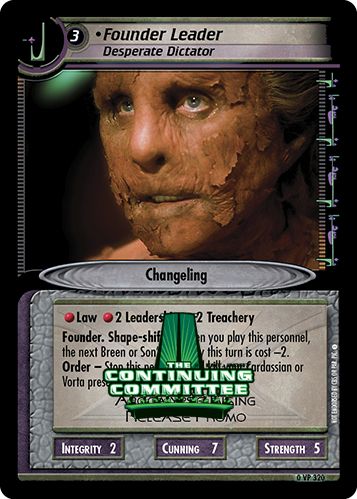 3 •Founder Leader
Desperate Dictator
Changeling
Law 2 Leadership 2 Treachery
Founder. Shape-shift you play this personnel,
the next Breen or Son this turn is cost –2.
Order – Stop this your Cardassian or
Vorta pres
THE
CONTINUING
COMMITTEE
Release Promo
INTEGRITY 2 CUNNING 7 STRENGTH 5
0 VP 320